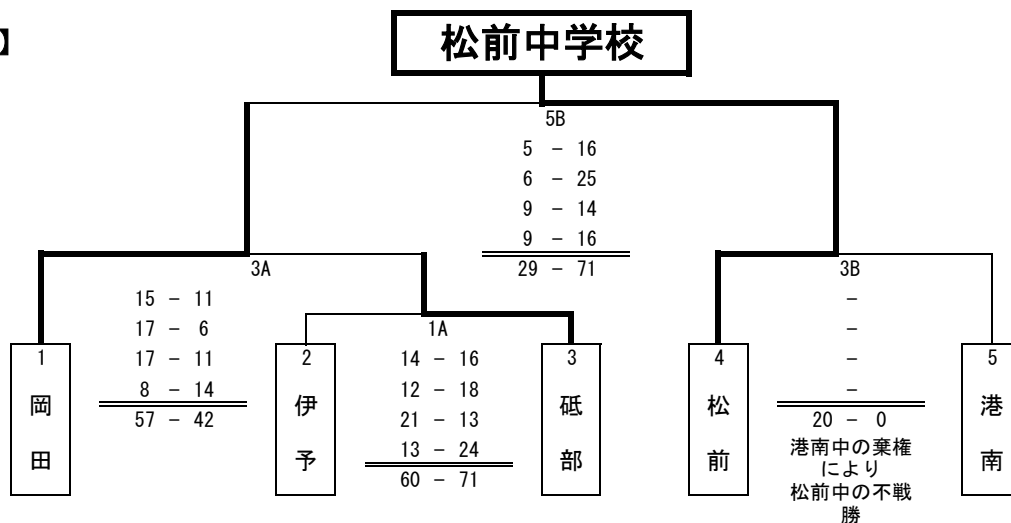 】
松前中学校
5B
5 － 16
6 － 25
9 － 14
9 － 16
29 － 71
3A
15 － 11
17 － 6
17 － 11
8 － 14
57 － 42
1A
14 － 16
12 － 18
21 － 13
13 － 24
60 － 71
3B
－
－
－
－
20 － 0
港南中の棄権
により
松前中の不戦
勝
1
岡
田
2
伊
予
3
砥
部
4
松
前
5
港
南